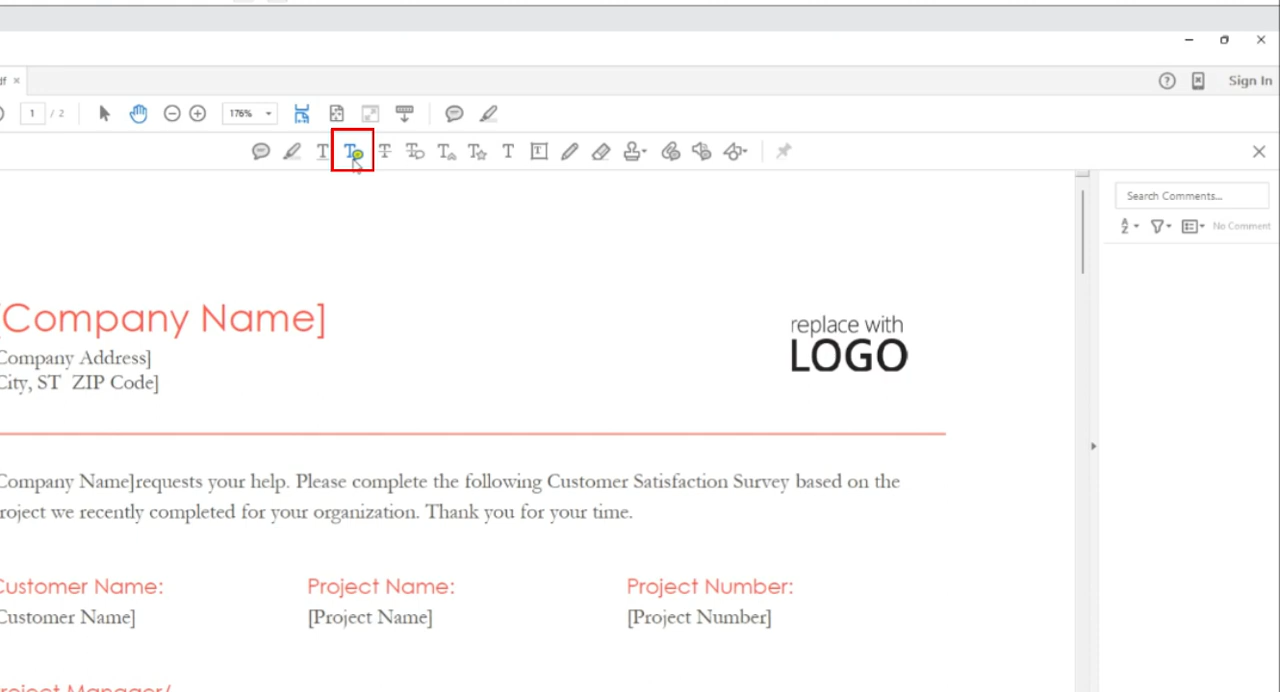 df ×
Sign In
1 / 2
176%
Search Comments...
No Comment
[Company Name]
replace with
LOGO
Company Address]
City, ST ZIP Code]
Company Name]requests your help. Please complete the following Customer Satisfaction Survey based on the
roject we recently completed for your organization. Thank you for your time.
Customer Name:
Project Name:
Project Number:
Customer Name]
[Project Name]
[Project Number]
roject Manager/